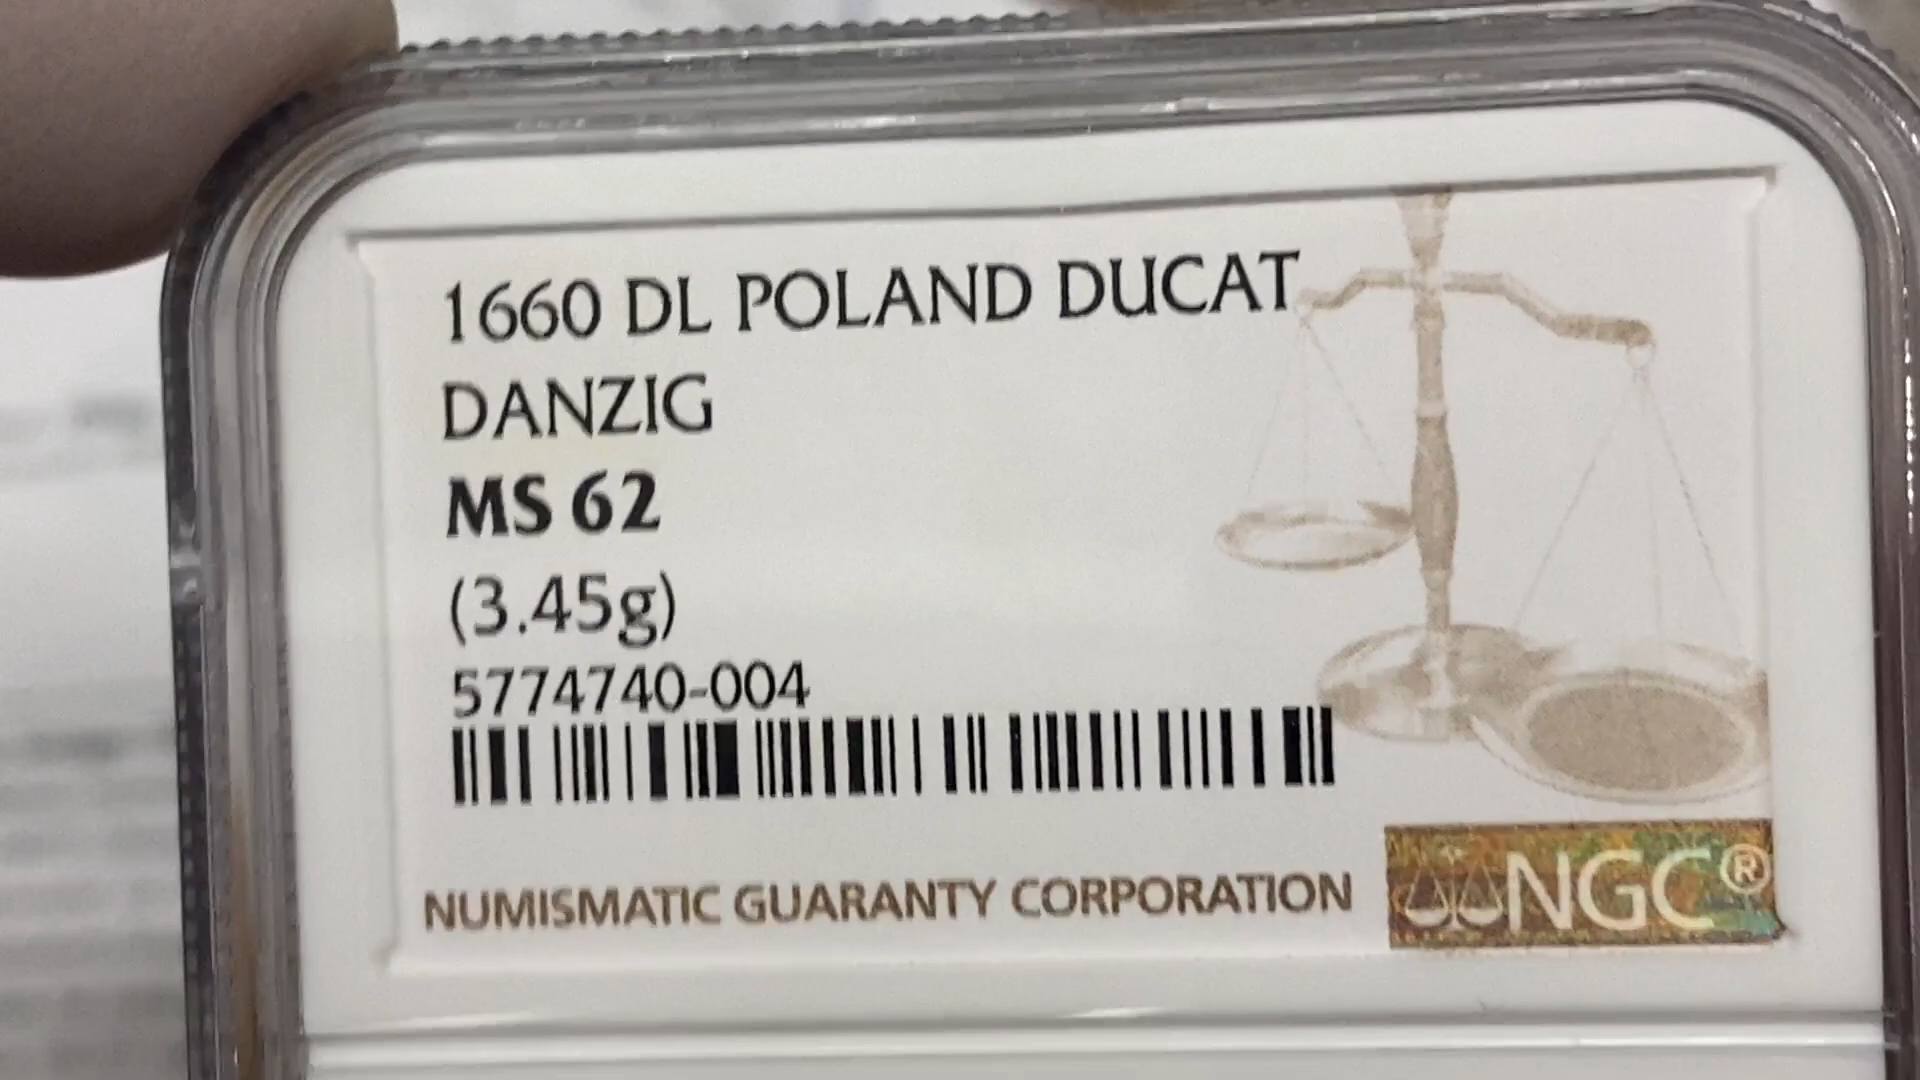 1660 DL POLAND DUCAT
DANZIG
MS 62
(3.45g)
5774740-004
NUMISMATIC GUARANTY CORPORATION
NGC®